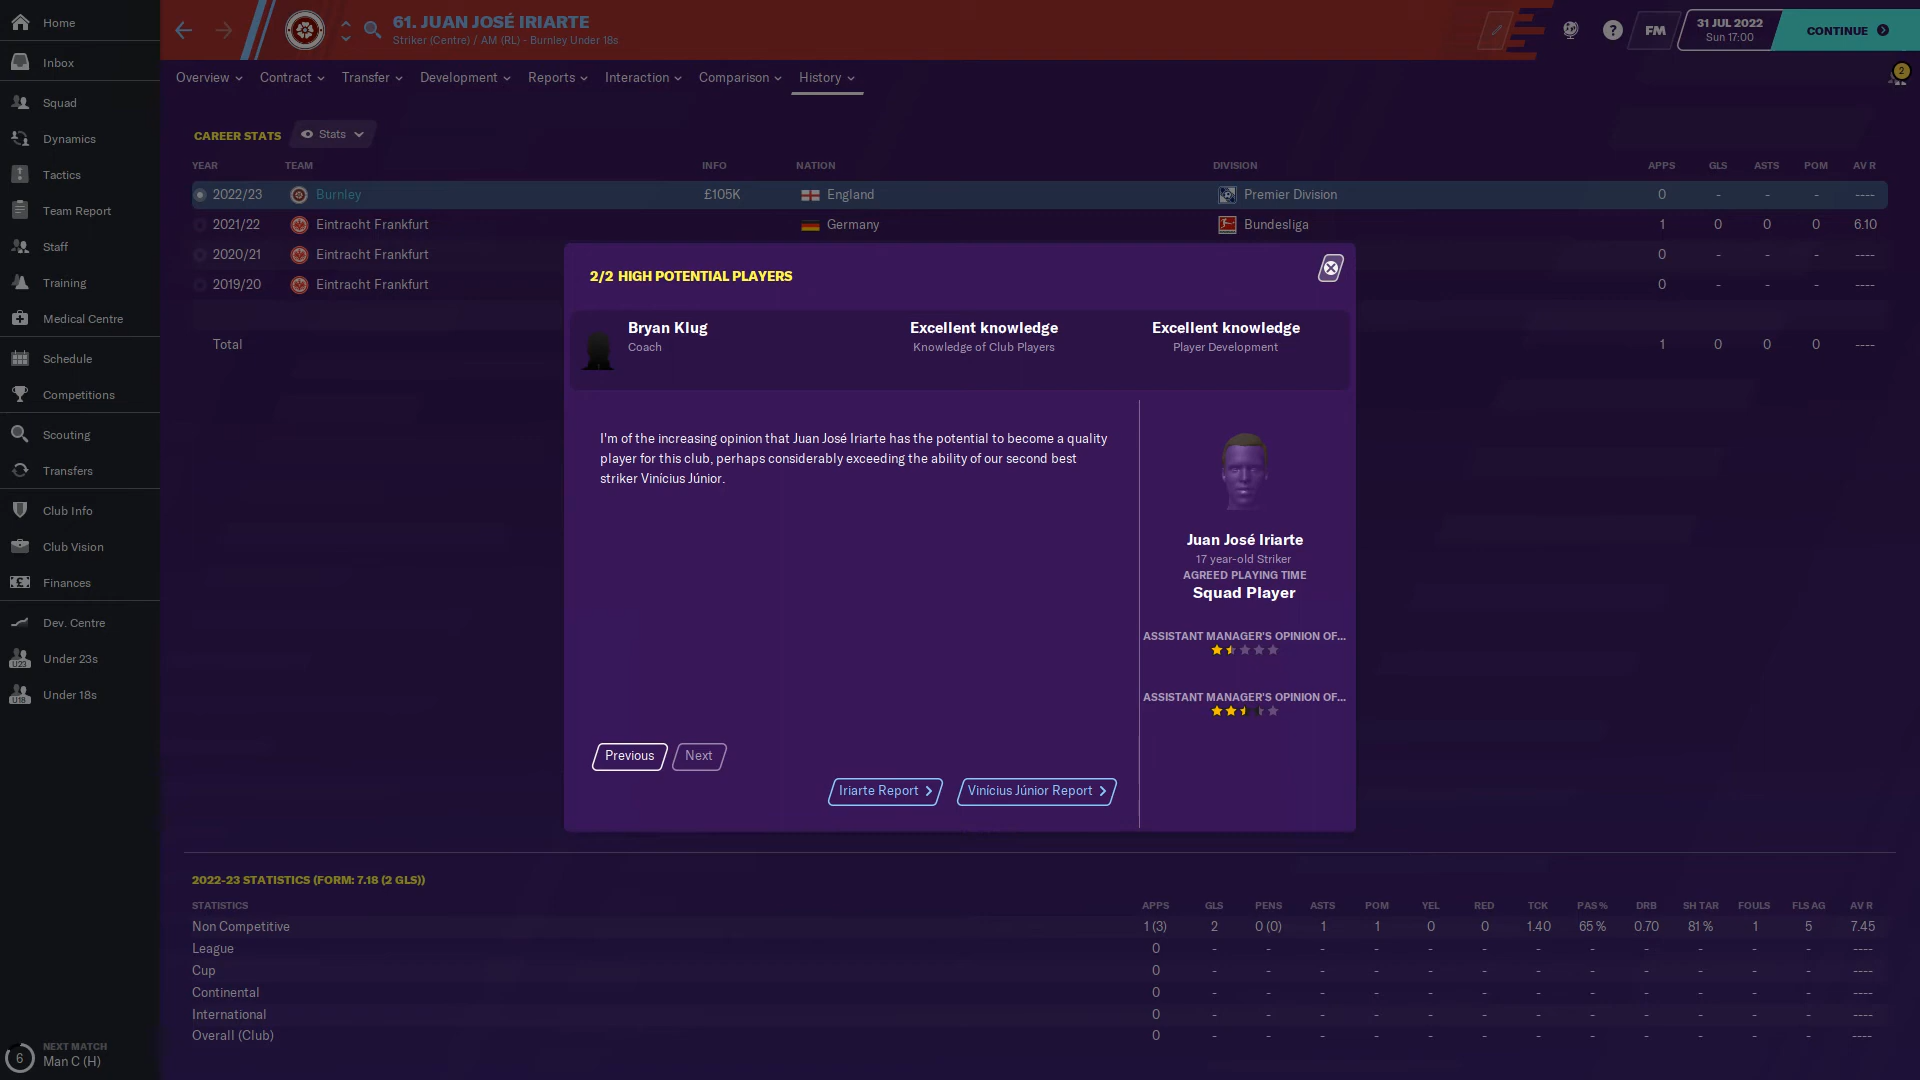 Home
Inbox
Squad
Dynamics
Tactics
Team Report
Staff
Training
Medical Centre
Schedule
Competitions
Scouting
Transfers
Club Info
Club Vision
Finances
Dev. Centre
Under 23s
Under 18s
6 NEXT MATCH
Man C (H)
61. JUAN JOSÉ IRIARTE
Striker (Centre) / AM (RL) - Burnley Under 18s
? FM 31 JUL 2022
Sun 17:00
CONTINUE
Overview Contract Transfer Development Reports Interaction Comparison History 2
CAREER STATS Stats
YEAR TEAM INFO NATION DIVISION APPS GLS ASTS POM AV R
2022/23 Burnley £105K England Premier Division 0 - - - ----
2021/22 Eintracht Frankfurt Germany Bundesliga 1 0 0 0 6.10
2020/21 Eintracht Frankfurt 0 - - - ----
2019/20 Eintracht Frankfurt 0 - - - ----
Total 1 0 0 0 ----
2/2 HIGH POTENTIAL PLAYERS
Bryan Klug
Coach
Excellent knowledge
Knowledge of Club Players
Excellent knowledge
Player Development
I'm of the increasing opinion that Juan José Iriarte has the potential to become a quality
player for this club, perhaps considerably exceeding the ability of our second best
striker Vinícius Júnior.
Juan José Iriarte
17 year-old Striker
AGREED PLAYING TIME
Squad Player
ASSISTANT MANAGER'S OPINION OF...
ASSISTANT MANAGER'S OPINION OF...
Previous Next
Iriarte Report Vinícius Júnior Report
2022-23 STATISTICS (FORM: 7.18 (2 GLS))
STATISTICS APPS GLS PENS ASTS POM YEL RED TCK PAS % DRB SH TAR FOULS FLS AG AV R
Non Competitive 1 (3) 2 0 (0) 1 1 0 0 1.40 65 % 0.70 81 % 1 5 7.45
League 0 - - - - - - - - - - - - ----
Cup 0 - - - - - - - - - - - - ----
Continental 0 - - - - - - - - - - - - ----
International 0 - - - - - - - - - - - - ----
Overall (Club) 0 - - - - - - - - - - - - ----